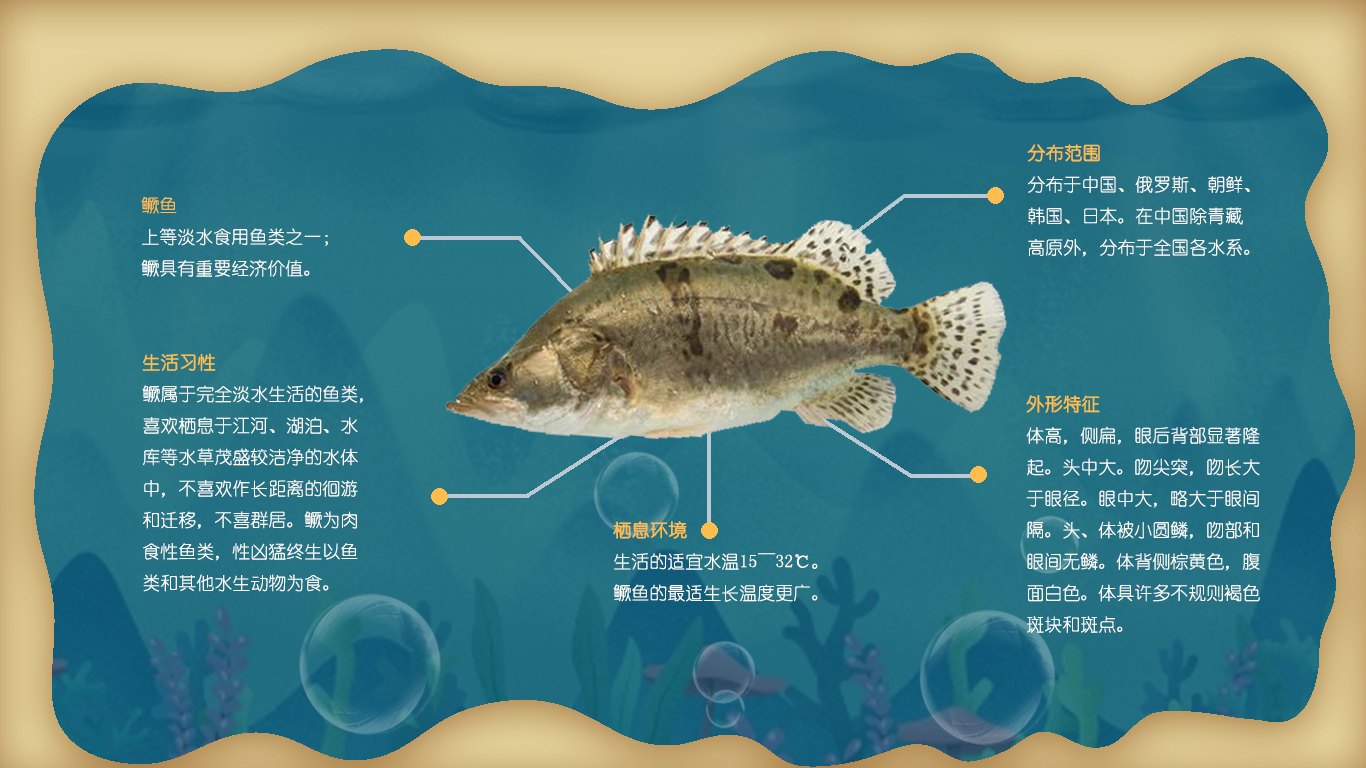 鳜鱼
上等淡水食用鱼类之一；
鳜具有重要经济价值。
生活习性
鳜属于完全淡水生活的鱼类，
喜欢栖息于江河、湖泊、水
库等水草茂盛较洁净的水体
中，不喜欢作长距离的徊游
和迁移，不喜群居。鳜为肉
食性鱼类，性凶猛终生以鱼
类和其他水生动物为食。
栖息环境
生活的适宜水温15￣32℃。
鳜鱼的最适生长温度更广。
分布范围
分布于中国、俄罗斯、朝鲜、
韩国、日本。在中国除青藏
高原外，分布于全国各水系。
外形特征
体高，侧扁，眼后背部显著隆
起。头中大。吻尖突，吻长大
于眼径。眼中大，略大于眼间
隔。头、体被小圆鳞，吻部和
眼间无鳞。体背侧棕黄色，腹
面白色。体具许多不规则褐色
斑块和斑点。